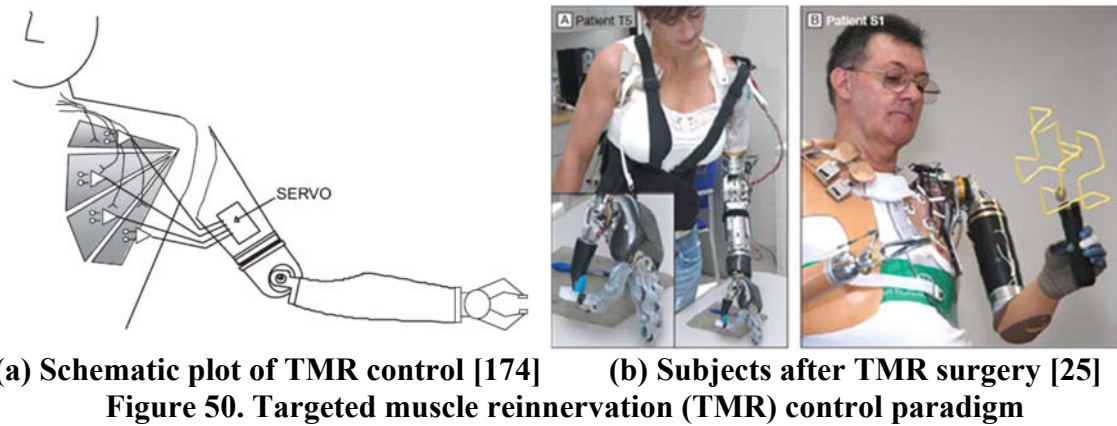 SERVO
A Patient T5
B Patient S1
(a) Schematic plot of TMR control [174]
(b) Subjects after TMR surgery [25]
Figure 50. Targeted muscle reinnervation (TMR) control paradigm